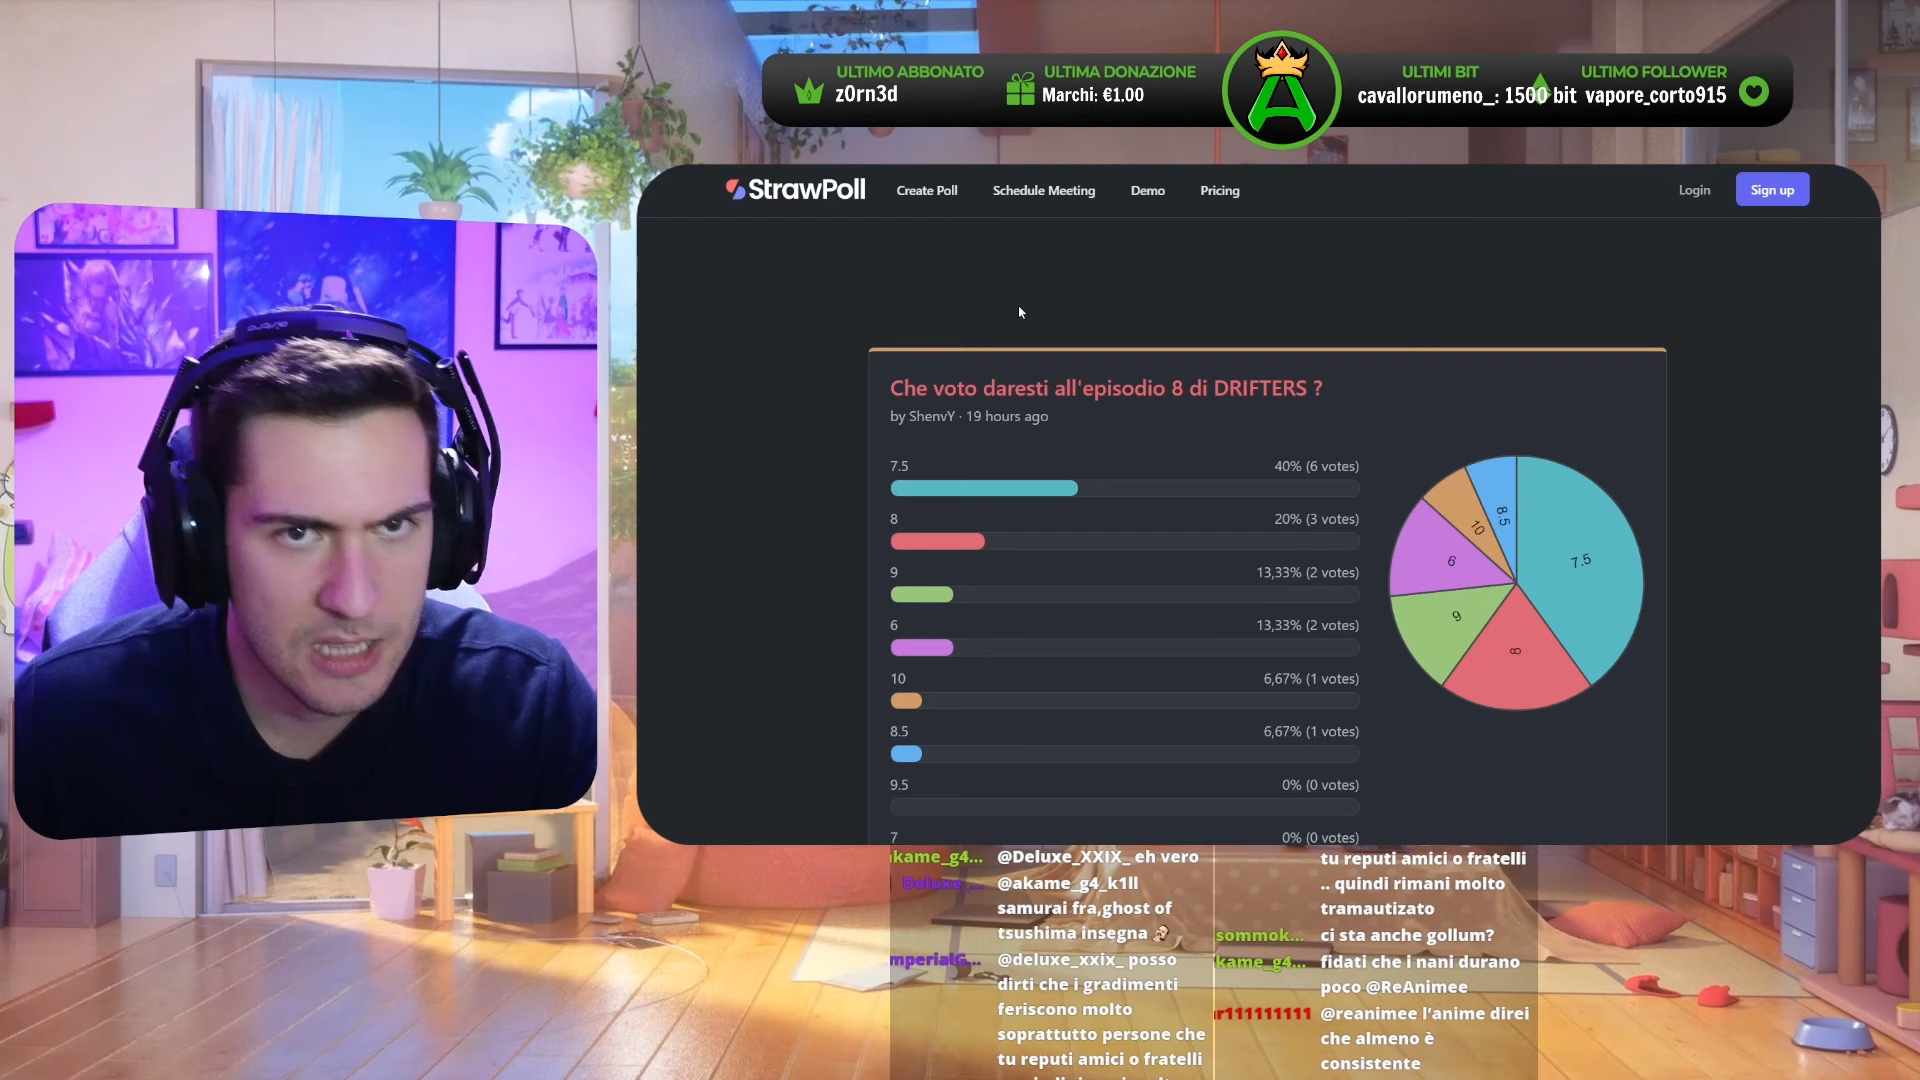 ULTIMO ABBONATO
z0rn3d
ULTIMA DONAZIONE
Marchi: €1.00
A
ULTIMI BIT
cavallorumeno_: 1500 bit
ULTIMO FOLLOWER
vapore_corto915
StrawPoll
Create Poll
Schedule Meeting
Demo
Pricing
Login
Sign up
Che voto daresti all'episodio 8 di DRIFTERS ?
by ShenvY · 19 hours ago
7.5 40% (6 votes)
8 20% (3 votes)
9 13,33% (2 votes)
6 13,33% (2 votes)
10 6,67% (1 votes)
8.5 6,67% (1 votes)
9.5 0% (0 votes)
7 0% (0 votes)
7.5
8
9
6
10
8.5
akame_g4... @Deluxe_XXIX_ eh vero
Deluxe_... @akame_g4_k1ll
samurai fra,ghost of
tsushima insegna
mperialG... @deluxe_xxix_ posso
dirti che i gradimenti
feriscono molto
soprattutto persone che
tu reputi amici o fratelli
tu reputi amici o fratelli
.. quindi rimani molto
tramautizato
sommok... ci sta anche gollum?
kame_g4... fidati che i nani durano
poco @ReAnimee
r111111111 @reanimee l'anime direi
che almeno è
consistente